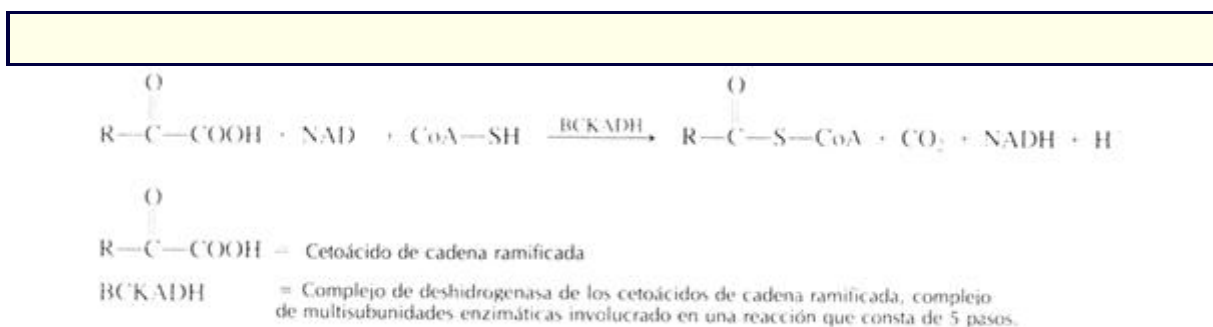 O O
R—C—COOH + NAD + CoA—SH BCKADH R—C—S—CoA + CO2 + NADH + H
O
R—C—COOH = Cetoácido de cadena ramificada
BCKADH = Complejo de deshidrogenasa de los cetoácidos de cadena ramificada, complejo
de multisubunidades enzimáticas involucrado en una reacción que consta de 5 pasos.